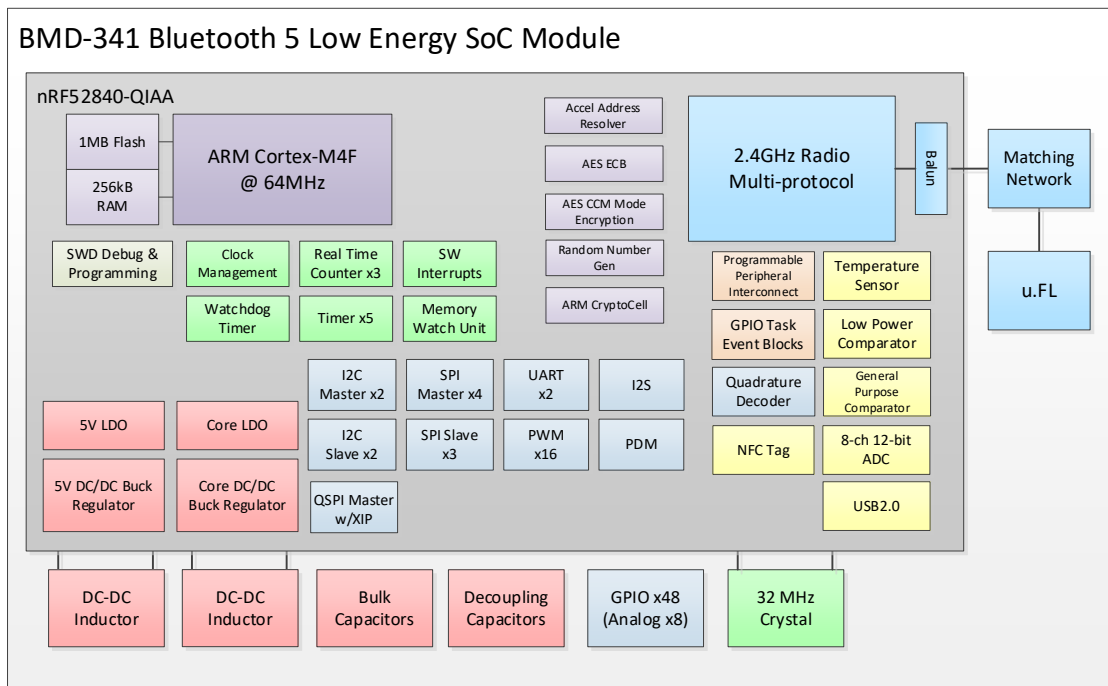 BMD-341 Bluetooth 5 Low Energy SoC Module
nRF52840-QIAA
1MB Flash
256kB
RAM
ARM Cortex-M4F
@ 64MHz
Accel Address
Resolver
AES ECB
AES CCM Mode
Encryption
Random Number
Gen
ARM CryptoCell
2.4GHz Radio
Multi-protocol
Balun
Matching
Network
u.FL
SWD Debug &
Programming
Clock
Management
Real Time
Counter x3
SW
Interrupts
Watchdog
Timer
Timer x5
Memory
Watch Unit
Programmable
Peripheral
Interconnect
Temperature
Sensor
GPIO Task
Event Blocks
Low Power
Comparator
I2C
Master x2
SPI
Master x4
UART
x2
I2S
Quadrature
Decoder
General
Purpose
Comparator
5V LDO
Core LDO
I2C
Slave x2
SPI Slave
x3
PWM
x16
PDM
NFC Tag
8-ch 12-bit
ADC
5V DC/DC Buck
Regulator
Core DC/DC
Buck Regulator
QSPI Master
w/XIP
USB2.0
DC-DC
Inductor
DC-DC
Inductor
Bulk
Capacitors
Decoupling
Capacitors
GPIO x48
(Analog x8)
32 MHz
Crystal